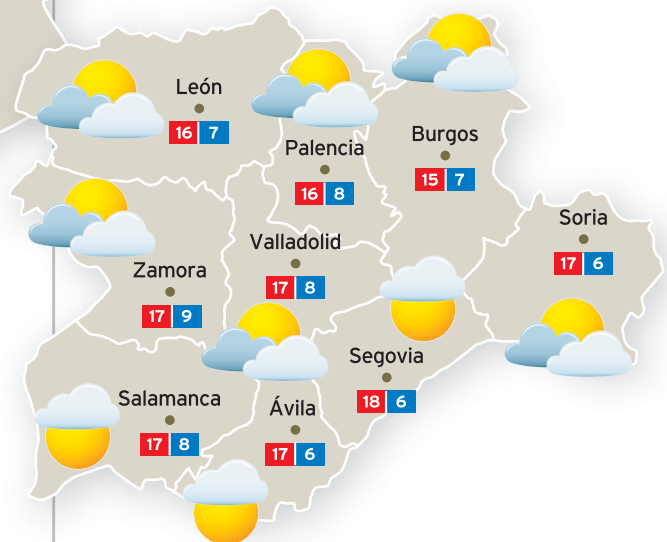 León
16 7
Palencia
16 8
Burgos
15 7
Soria
17 6
Valladolid
17 8
Zamora
17 9
Segovia
18 6
Salamanca
17 8
Ávila
17 6